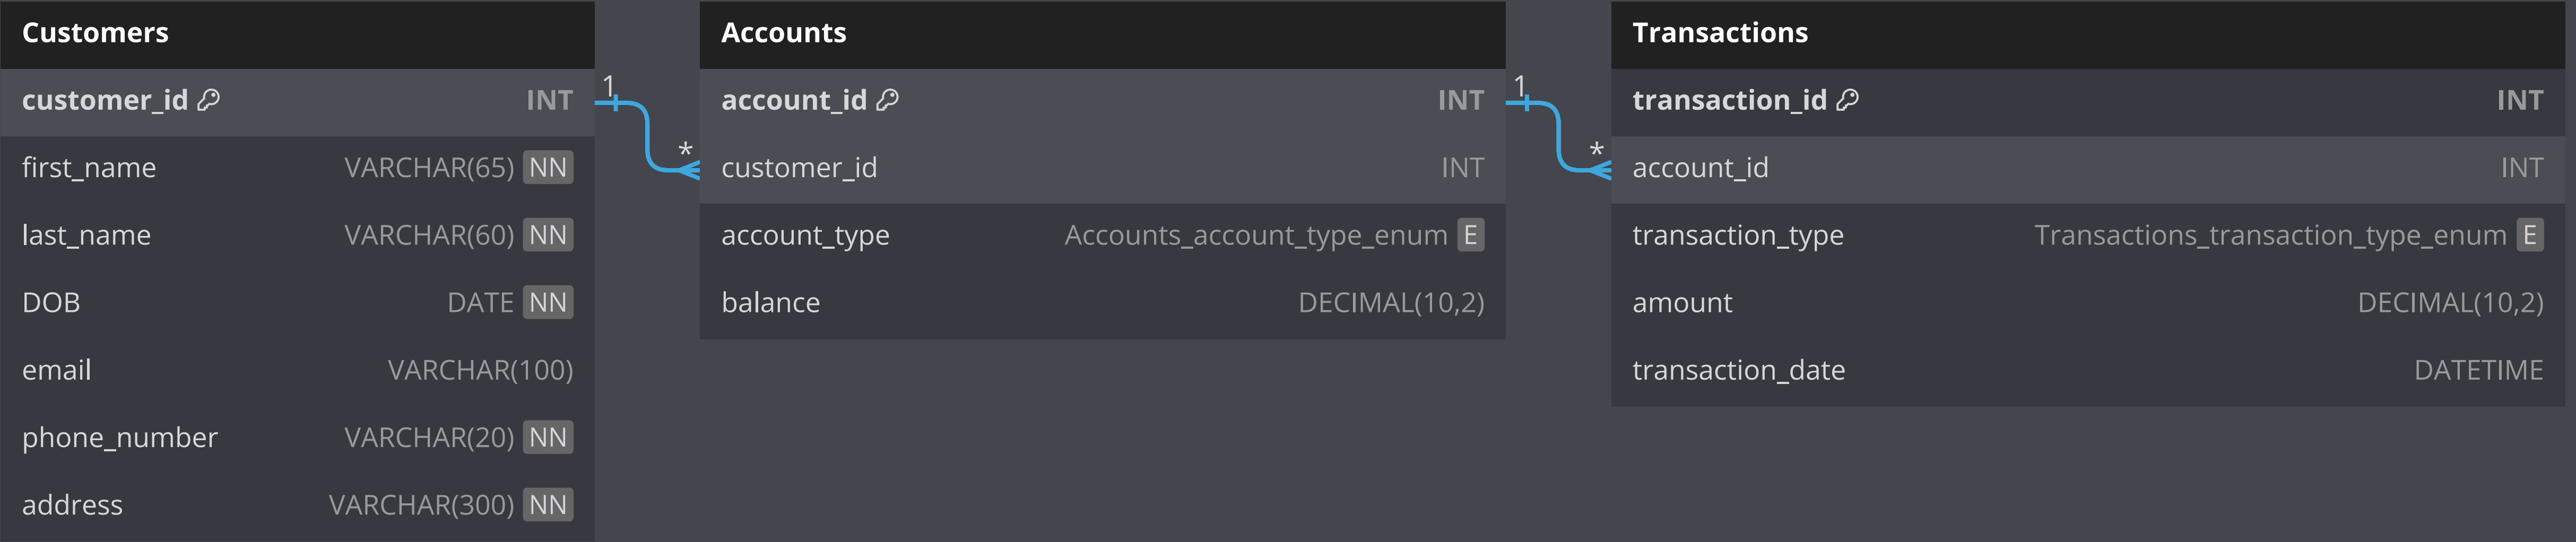 Customers
customer_id INT
first_name VARCHAR(65) NN
last_name VARCHAR(60) NN
DOB DATE NN
email VARCHAR(100)
phone_number VARCHAR(20) NN
address VARCHAR(300) NN
1
*
Accounts
account_id INT
customer_id INT
account_type Accounts_account_type_enum E
balance DECIMAL(10,2)
1
*
Transactions
transaction_id INT
account_id INT
transaction_type Transactions_transaction_type_enum E
amount DECIMAL(10,2)
transaction_date DATETIME